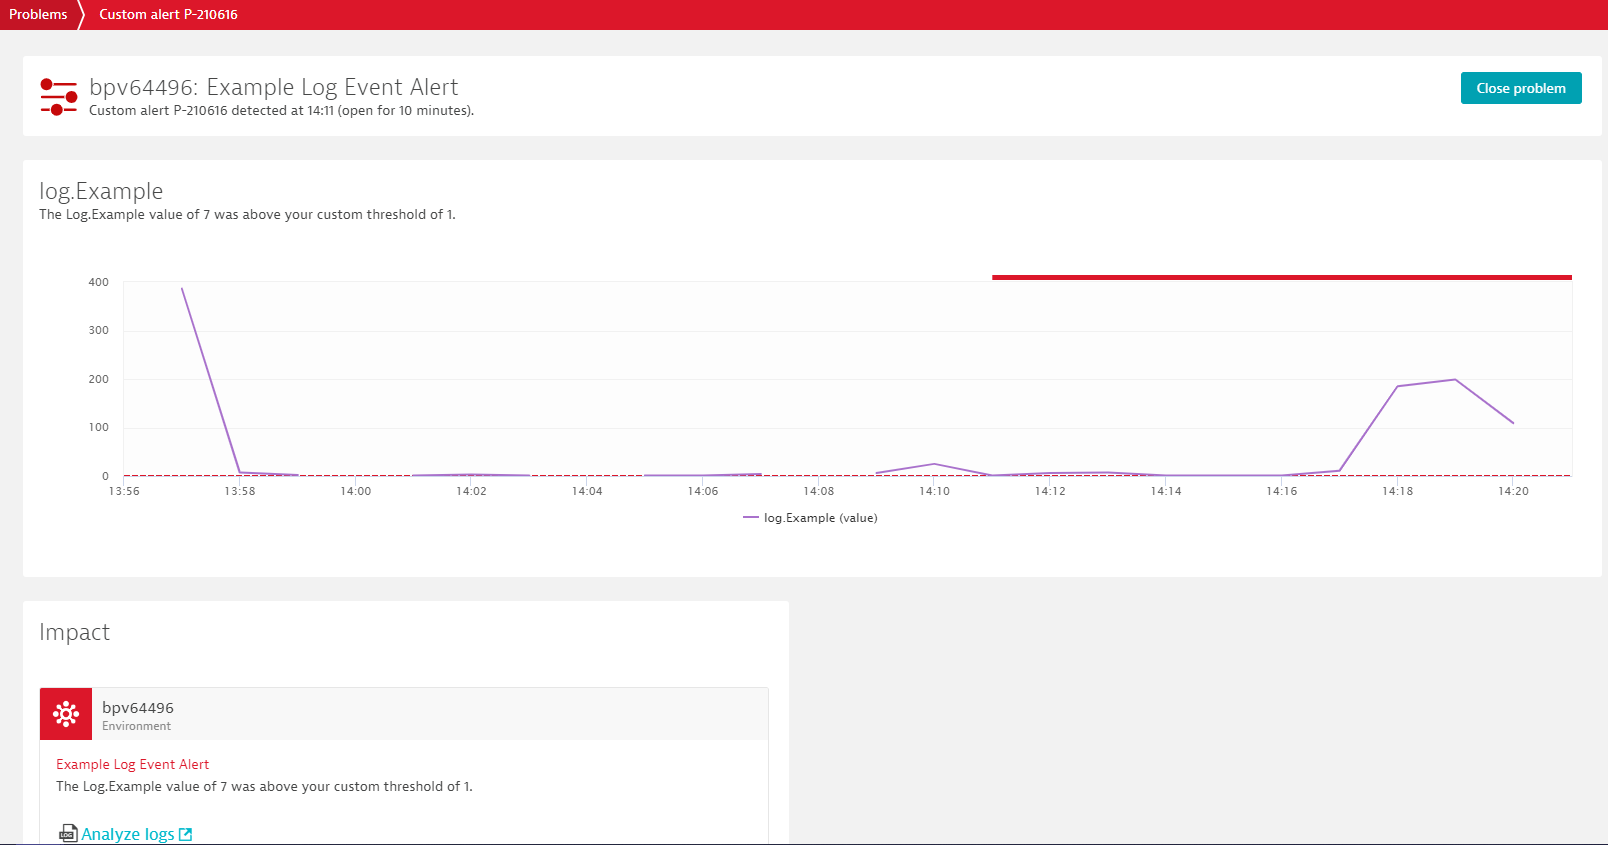 Problems
Custom alert P-210616
bpv64496: Example Log Event Alert
Custom alert P-210616 detected at 14:11 (open for 10 minutes).
Close problem
log.Example
The Log.Example value of 7 was above your custom threshold of 1.
400
300
200
100
0
13:56 13:58 14:00 14:02 14:04 14:06 14:08 14:10 14:12 14:14 14:16 14:18 14:20
log.Example (value)
Impact
bpv64496
Environment
Example Log Event Alert
The Log.Example value of 7 was above your custom threshold of 1.
LOG
Analyze logs